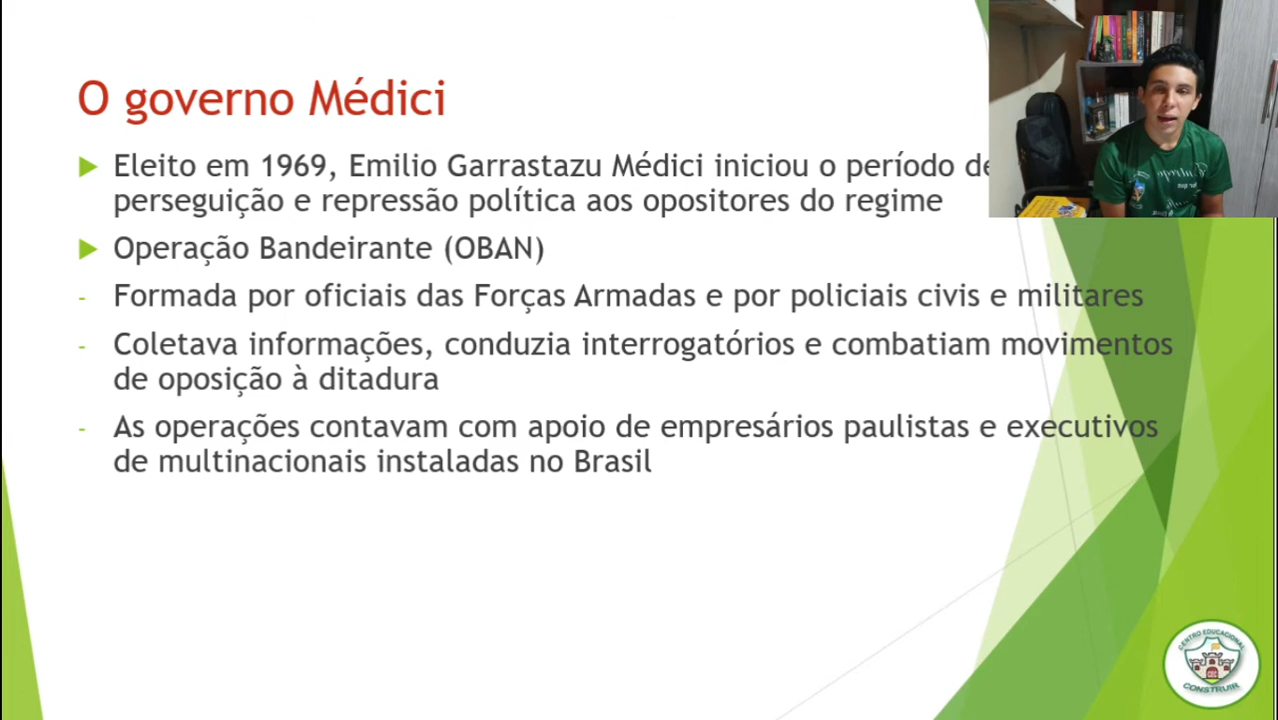 O governo Médici
Eleito em 1969, Emilio Garrastazu Médici iniciou o período de
perseguição e repressão política aos opositores do regime
Operação Bandeirante (OBAN)
- Formada por oficiais das Forças Armadas e por policiais civis e militares
- Coletava informações, conduzia interrogatórios e combatiam movimentos
de oposição à ditadura
- As operações contavam com apoio de empresários paulistas e executivos
de multinacionais instaladas no Brasil
CENTRO EDUCACIONAL
CEC
CONSTRUIR